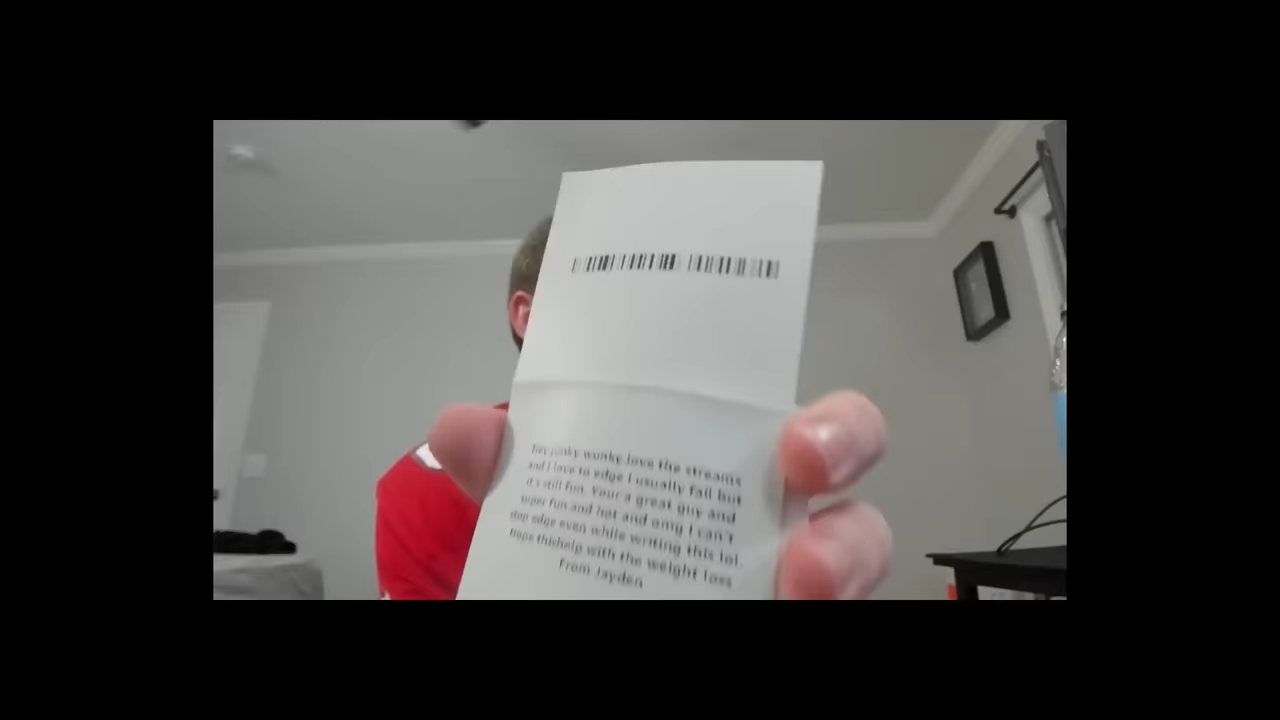 hey junky wunky love the streams
and I love to edge I usually fail but
it's still fun. Your a great guy and
super fun and hot and omg I can't
stop edge even while writing this lol.
Hope thishelp with the weight loss
From Jayden